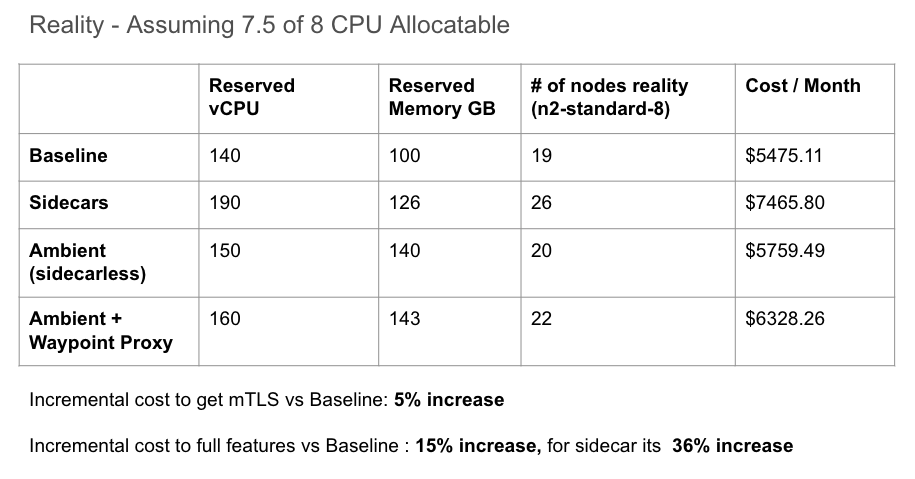 Reality - Assuming 7.5 of 8 CPU Allocatable
Reserved vCPU Reserved Memory GB # of nodes reality (n2-standard-8) Cost / Month
Baseline 140 100 19 $5475.11
Sidecars 190 126 26 $7465.80
Ambient (sidecarless) 150 140 20 $5759.49
Ambient + Waypoint Proxy 160 143 22 $6328.26
Incremental cost to get mTLS vs Baseline: 5% increase
Incremental cost to full features vs Baseline : 15% increase, for sidecar its 36% increase